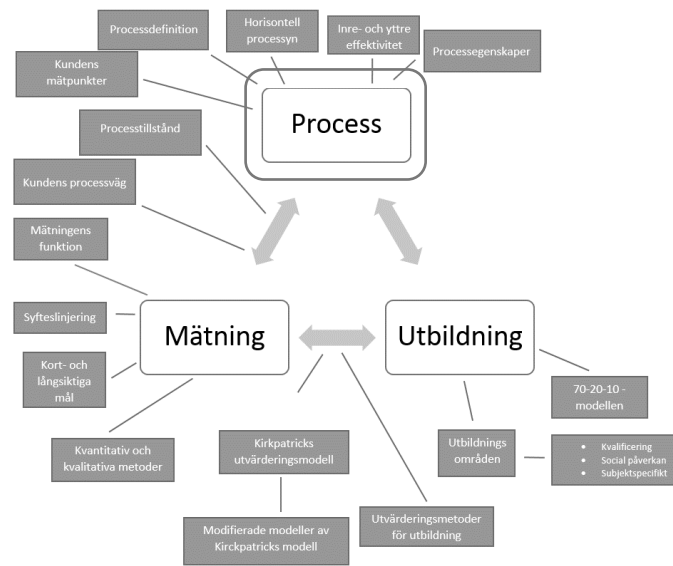 Processdefinition
Horisontell
processyn
Inre- och yttre
effektivitet
Processegenskaper
Kundens
mätpunkter
Process
Processtillstånd
Kundens processväg
Mätningens
funktion
Syfteslinjering
Mätning
Utbildning
Kort- och
långsiktiga
mål
70-20-10 -
modellen
Kvantitativ och
kvalitativa metoder
Kirkpatricks
utvärderingsmodell
Utbildnings
områden
• Kvalificering
• Social påverkan
• Subjektspecifikt
Modifierade modeller av
Kirckpatricks modell
Utvärderingsmetoder
för utbildning